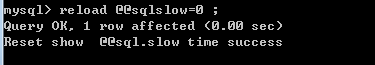 mysql> reload @@sqlslow=0 ;
Query OK, 1 row affected (0.00 sec)
Reset show  @@sql.slow time success